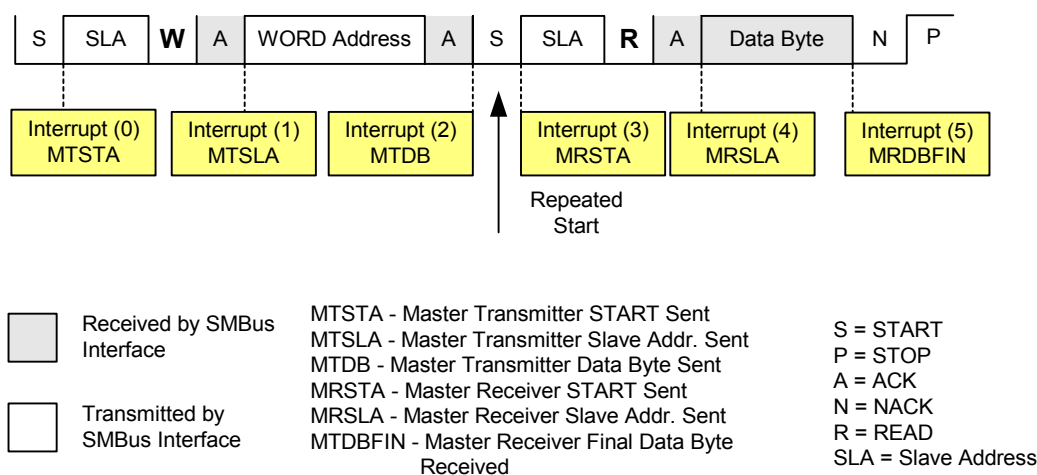 S SLA W A WORD Address A S SLA R A Data Byte N P
Interrupt (0) Interrupt (1) Interrupt (2) Interrupt (3) Interrupt (4) Interrupt (5)
MTSTA MTSLA MTDB MRSTA MRSLA MRDBFIN
Repeated
Start
Received by SMBus
Interface
Transmitted by
SMBus Interface
MTSTA - Master Transmitter START Sent
MTSLA - Master Transmitter Slave Addr. Sent
MTDB - Master Transmitter Data Byte Sent
MRSTA - Master Receiver START Sent
MRSLA - Master Receiver Slave Addr. Sent
MTDBFIN - Master Receiver Final Data Byte
Received
S = START
P = STOP
A = ACK
N = NACK
R = READ
SLA = Slave Address